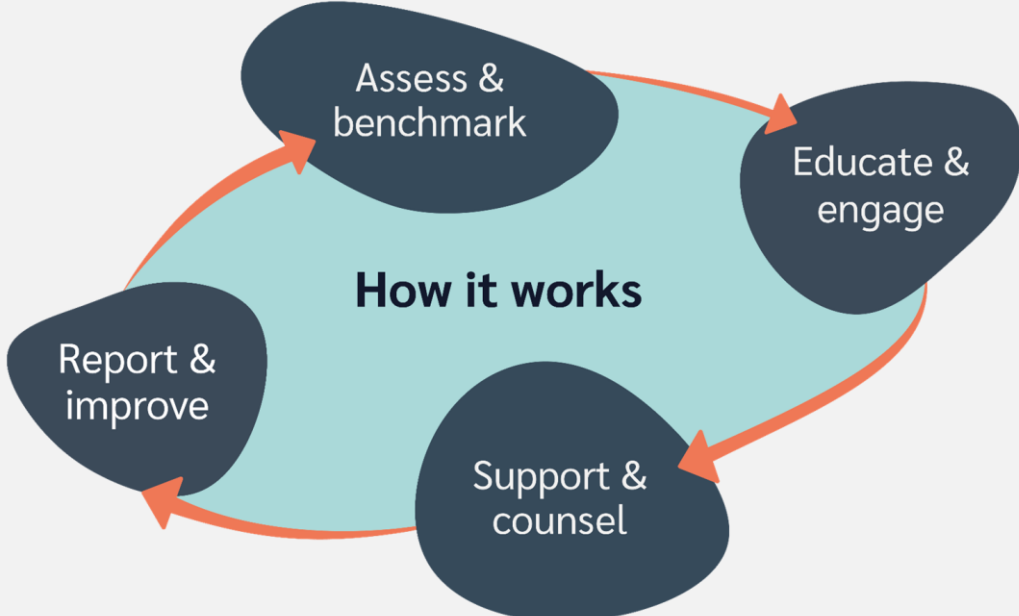 Assess &
benchmark
Educate &
engage
How it works
Report &
improve
Support &
counsel